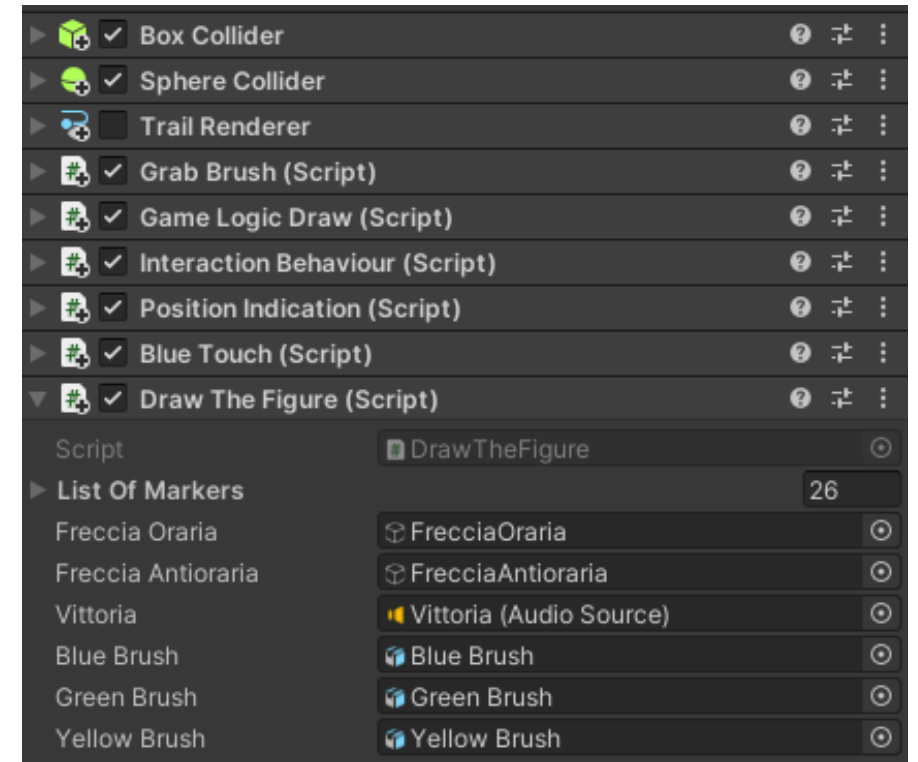 Box Collider
Sphere Collider
Trail Renderer
Grab Brush (Script)
Game Logic Draw (Script)
Interaction Behaviour (Script)
Position Indication (Script)
Blue Touch (Script)
Draw The Figure (Script)
Script DrawTheFigure
List Of Markers 26
Freccia Oraria FrecciaOraria
Freccia Antioraria FrecciaAntioraria
Vittoria Vittoria (Audio Source)
Blue Brush Blue Brush
Green Brush Green Brush
Yellow Brush Yellow Brush